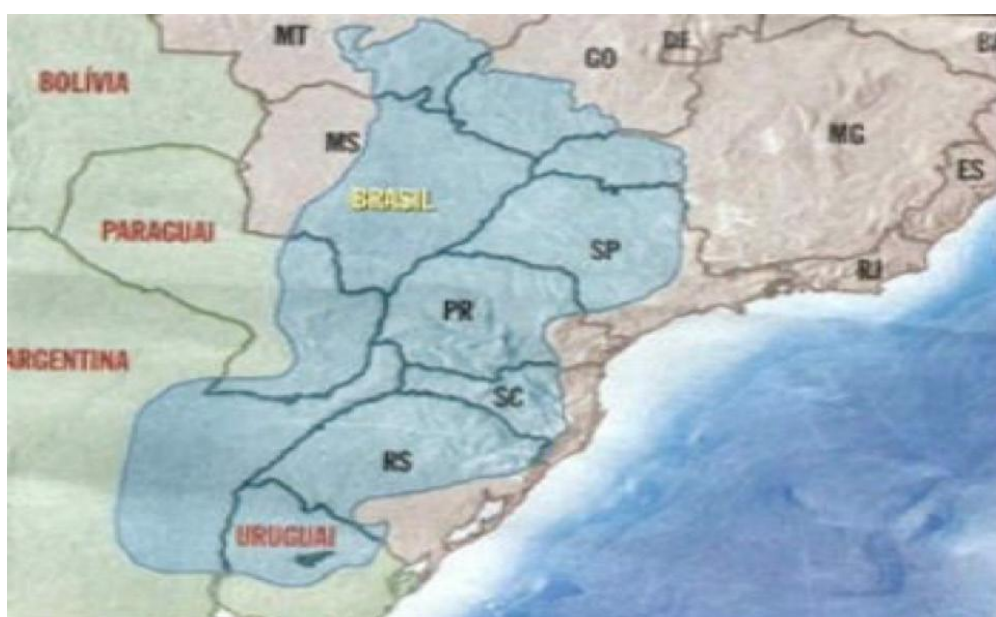 MT
GO
DF
BOLÍVIA
MS
MG
ES
BRASIL
PARAGUAI
SP
RJ
PR
ARGENTINA
SC
RS
URUGUAI